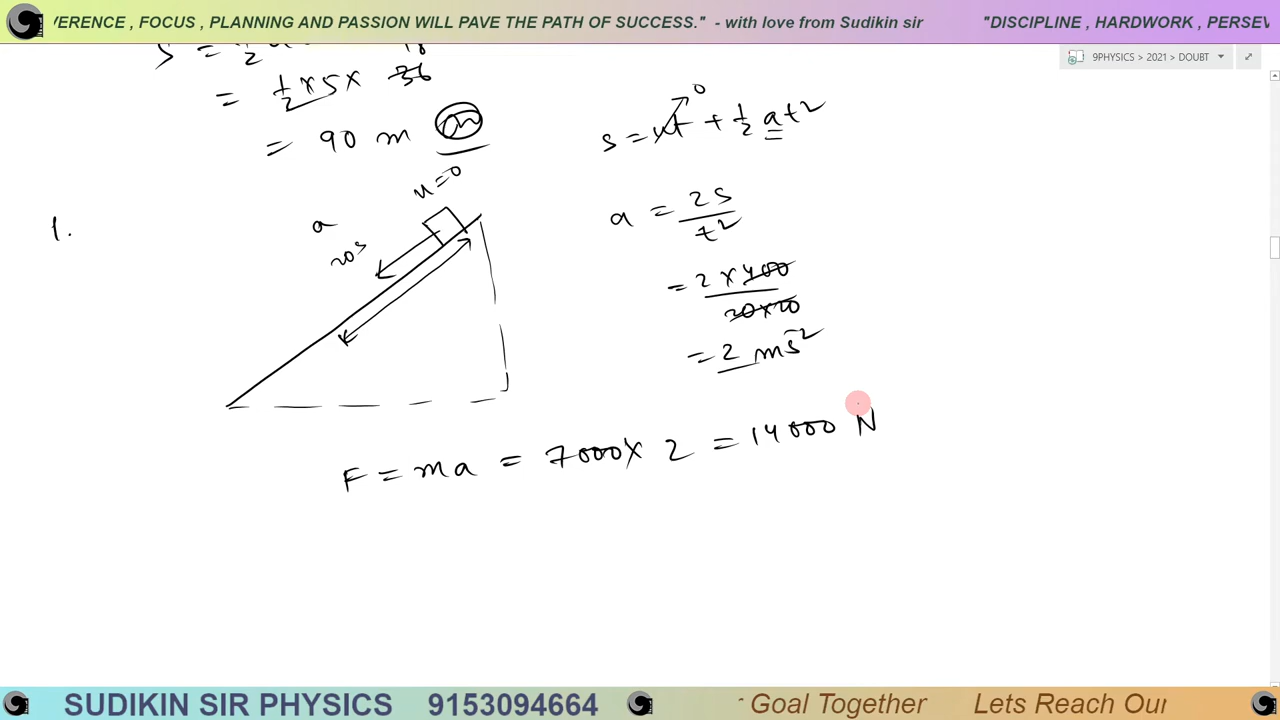 VERENCE , FOCUS , PLANNING AND PASSION WILL PAVE THE PATH OF SUCCESS." - with love from Sudikin sir "DISCIPLINE , HARDWORK , PERSEV
9PHYSICS > 2021 > DOUBT
= 1/2 × 5 × 36
= 90 m
s = ut + 1/2 at²
0
u=0
1.
a
20s
a = 2s/t²
= 2×400/20×20
= 2 ms⁻²
F = ma = 7000 × 2 = 14000 N
SUDIKIN SIR PHYSICS 9153094664 Goal Together Lets Reach Our